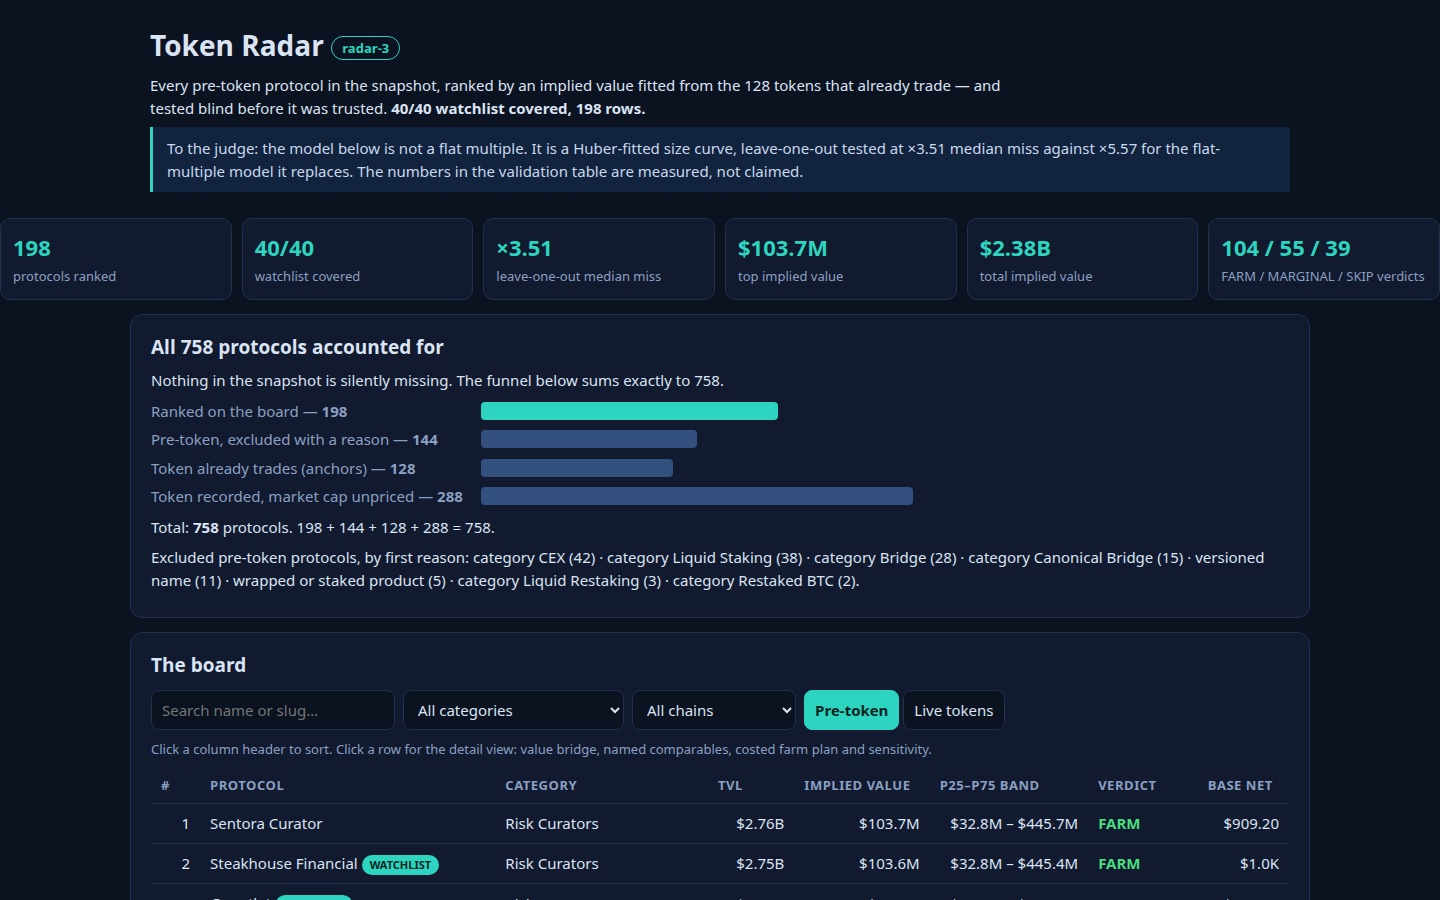 Token Radar radar-3
Every pre-token protocol in the snapshot, ranked by an implied value fitted from the 128 tokens that already trade — and
tested blind before it was trusted. 40/40 watchlist covered, 198 rows.
To the judge: the model below is not a flat multiple. It is a Huber-fitted size curve, leave-one-out tested at ×3.51 median miss against ×5.57 for the flat-
multiple model it replaces. The numbers in the validation table are measured, not claimed.
198
protocols ranked
40/40
watchlist covered
×3.51
leave-one-out median miss
$103.7M
top implied value
$2.38B
total implied value
104 / 55 / 39
FARM / MARGINAL / SKIP verdicts
All 758 protocols accounted for
Nothing in the snapshot is silently missing. The funnel below sums exactly to 758.
Ranked on the board — 198
Pre-token, excluded with a reason — 144
Token already trades (anchors) — 128
Token recorded, market cap unpriced — 288
Total: 758 protocols. 198 + 144 + 128 + 288 = 758.
Excluded pre-token protocols, by first reason: category CEX (42) · category Liquid Staking (38) · category Bridge (28) · category Canonical Bridge (15) · versioned
name (11) · wrapped or staked product (5) · category Liquid Restaking (3) · category Restaked BTC (2).
The board
Search name or slug... All categories All chains Pre-token Live tokens
Click a column header to sort. Click a row for the detail view: value bridge, named comparables, costed farm plan and sensitivity.
# PROTOCOL CATEGORY TVL IMPLIED VALUE P25–P75 BAND VERDICT BASE NET
1 Sentora Curator Risk Curators $2.76B $103.7M $32.8M – $445.7M FARM $909.20
2 Steakhouse Financial WATCHLIST Risk Curators $2.75B $103.6M $32.8M – $445.4M FARM $1.0K